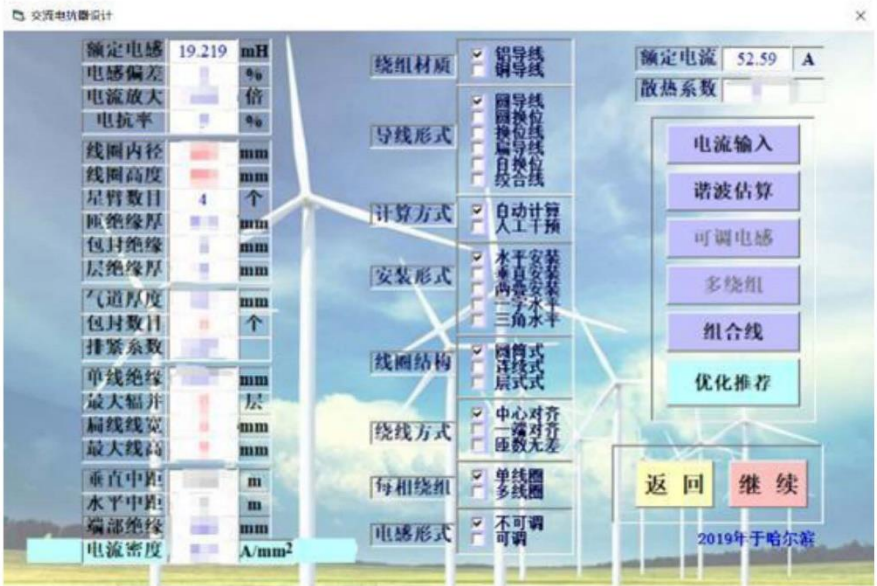 交流电抗器设计
额定电感 19.219 mH
电感偏差 %
电流放大 倍
电抗率 %
线圈内径 mm
线圈高度 mm
星臂数目 4 个
匝绝缘厚 mm
包封绝缘 mm
层绝缘厚 mm
气道厚度 mm
包封数目 个
排紧系数
单线绝缘 mm
最大辐并 层
扁线线宽 mm
最大线高 mm
垂直中距 m
水平中距 m
端部绝缘 mm
电流密度 A/mm2
绕组材质
铝导线
铜导线
导线形式
圆导线
圆换位
换位线
扁导线
自换位
绞合线
计算方式
自动计算
人工干预
安装形式
水平安装
垂直安装
两叠安装
一字水平
三角水平
线圈结构
圆筒式
连续式
层式式
绕线方式
中心对齐
一端对齐
匝数无差
每相绕组
单线圈
多线圈
电感形式
不可调
可调
额定电流 52.59 A
散热系数
电流输入
谐波估算
可调电感
多绕组
组合线
优化推荐
返 回 继 续
2019年于哈尔滨